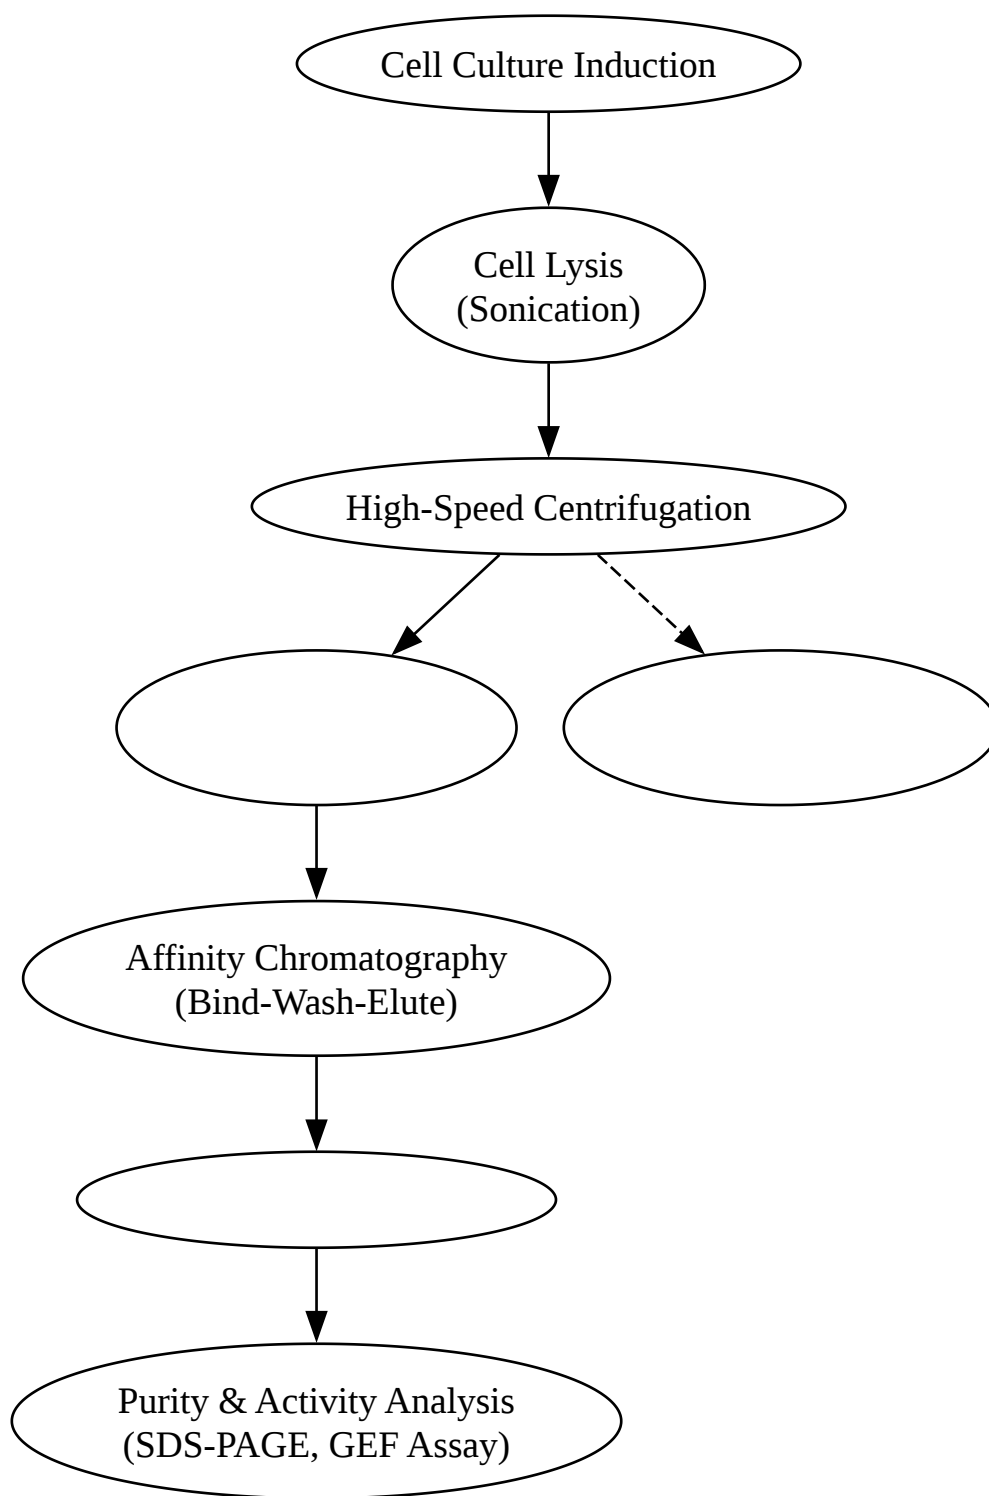 Cell Culture Induction
Cell Lysis
(Sonication)
High-Speed Centrifugation
Affinity Chromatography
(Bind-Wash-Elute)
Purity & Activity Analysis
(SDS-PAGE, GEF Assay)